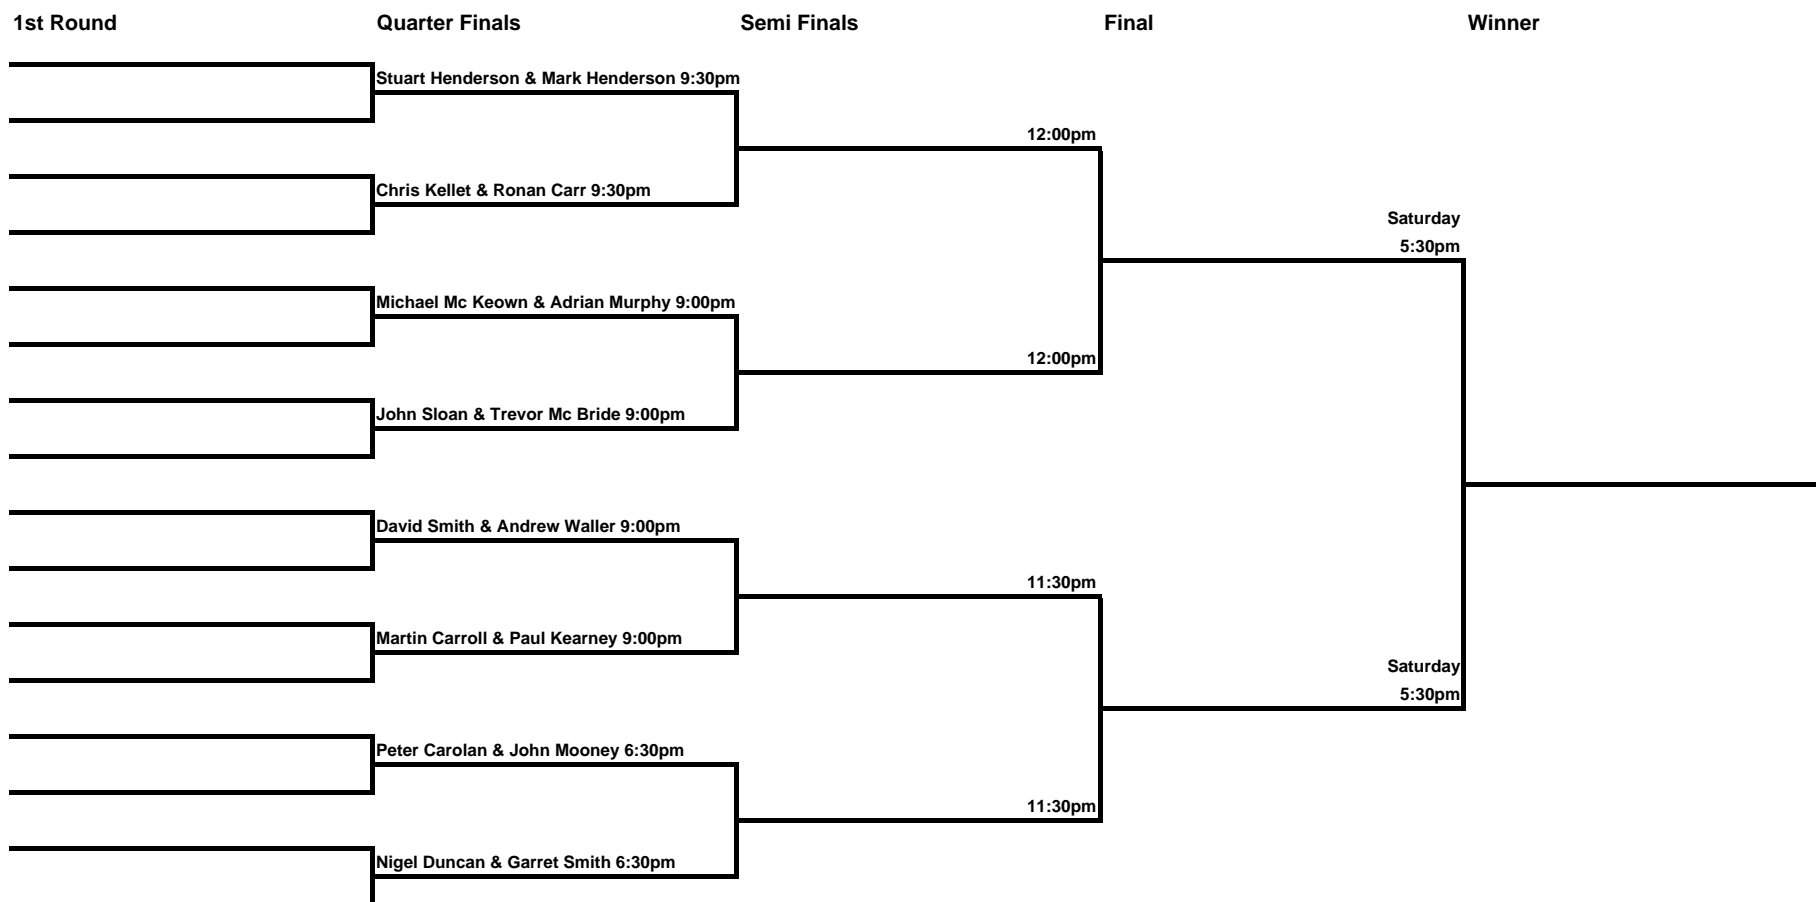 1st Round Quarter Finals Semi Finals Final Winner
Stuart Henderson & Mark Henderson 9:30pm
12:00pm
Chris Kellet & Ronan Carr 9:30pm
Saturday
5:30pm
Michael Mc Keown & Adrian Murphy 9:00pm
12:00pm
John Sloan & Trevor Mc Bride 9:00pm
David Smith & Andrew Waller 9:00pm
11:30pm
Martin Carroll & Paul Kearney 9:00pm
Saturday
5:30pm
Peter Carolan & John Mooney 6:30pm
11:30pm
Nigel Duncan & Garret Smith 6:30pm